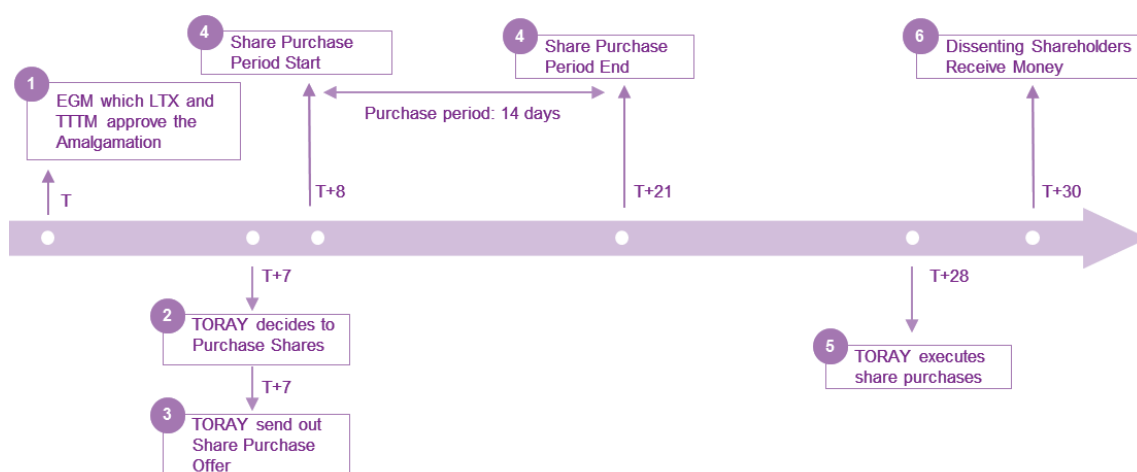 4
Share Purchase
Period Start
4
Share Purchase
Period End
6
Dissenting Shareholders
Receive Money
1
EGM which LTX and
TTTM approve the
Amalgamation
Purchase period: 14 days
T
T+8
T+21
T+30
T+7
T+28
2
TORAY decides to
Purchase Shares
5
TORAY executes
share purchases
T+7
3
TORAY send out
Share Purchase
Offer